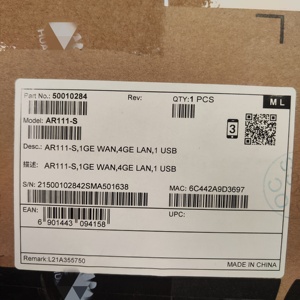 Part No.: 50010284 Rev: QTY:1 PCS M L
Model: AR111-S
3
Desc.: AR111-S,1GE WAN,4GE LAN,1 USB
描述: AR111-S,1GE WAN,4GE LAN,1 USB
S/N: 21500102842SMA501638 MAC: 6C442A9D3697
EAN: UPC:
6 901443 094158
Remark L21A355750 MADE IN CHINA